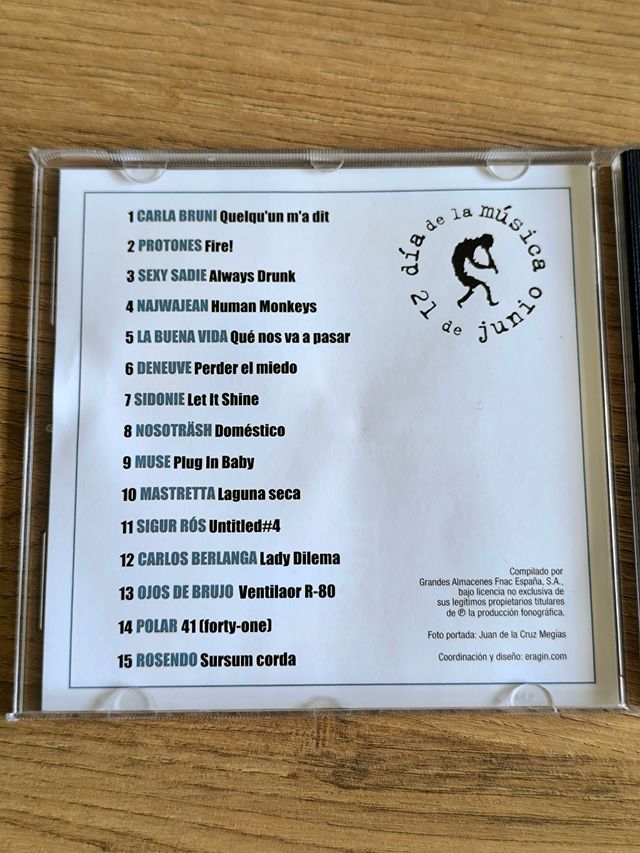 1 CARLA BRUNI Quelqu'un m'a dit
2 PROTONES Fire!
3 SEXY SADIE Always Drunk
4 NAJWAJEAN Human Monkeys
5 LA BUENA VIDA Qué nos va a pasar
6 DENEUVE Perder el miedo
7 SIDONIE Let It Shine
8 NOSOTRÄSH Doméstico
9 MUSE Plug In Baby
10 MASTRETTA Laguna seca
11 SIGUR RÓS Untitled#4
12 CARLOS BERLANGA Lady Dilema
13 OJOS DE BRUJO Ventilaor R-80
14 POLAR 41 (forty-one)
15 ROSENDO Sursum corda
día de la música
21 de junio
Compilado por
Grandes Almacenes Fnac España, S.A.,
bajo licencia no exclusiva de
sus legítimos propietarios titulares
de ℗ la producción fonográfica.
Foto portada: Juan de la Cruz Megías
Coordinación y diseño: eragin.com